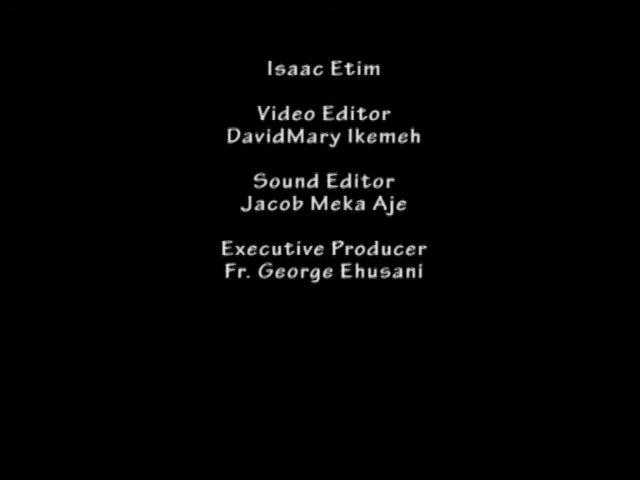 Isaac Etim
Video Editor
DavidMary Ikemeh
Sound Editor
Jacob Meka Aje
Executive Producer
Fr. George Ehusani